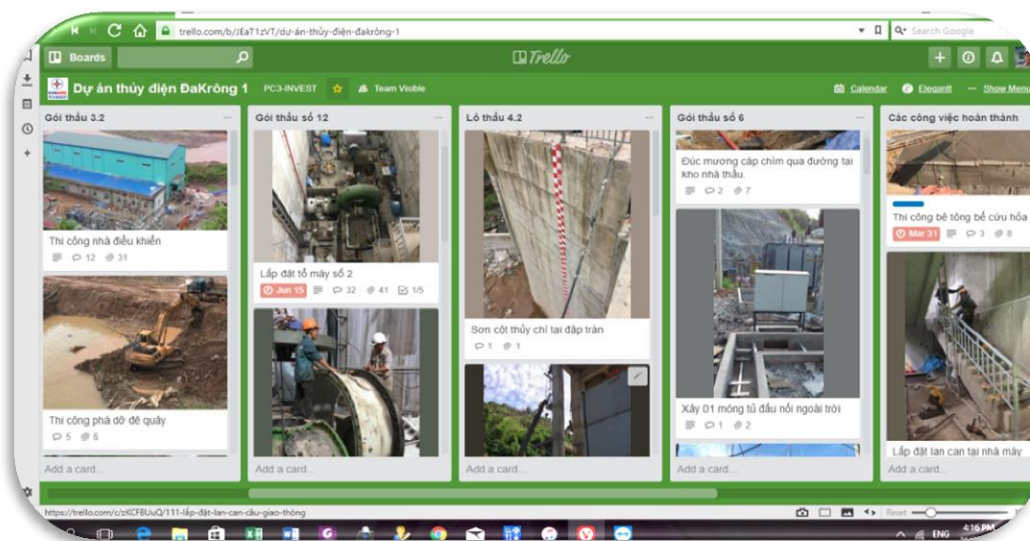 trello.com/b/JEaT1zVT/dự-án-thủy-điện-đakrông-1
Search Google
Boards
Trello
Dự án thủy điện ĐaKrông 1
PC3-INVEST
Team Visible
Calendar
Elegantt
Show Menu
Gói thầu 3.2
Thi công nhà điều khiển
12 31
Thi công phá dỡ đê quây
5 6
Add a card...
Gói thầu số 12
Lắp đặt tổ máy số 2
Jun 15 32 41 1/5
Add a card...
Lô thầu 4.2
Sơn cột thủy chí tại đập tràn
1 1
Add a card...
Gói thầu số 6
Đúc mương cáp chìm qua đường tại
kho nhà thầu.
2 7
Xây 01 móng tủ đấu nối ngoài trời
1 2
Add a card...
Các công việc hoàn thành
Thi công bê tông bể cứu hỏa
Mar 31 3 8
Lắp đặt lan can tại nhà máy
Add a card...
https://trello.com/c/zKCFBUuQ/111-lắp-đặt-lan-can-cầu-giao-thông
Reset
ENG
4:16 PM